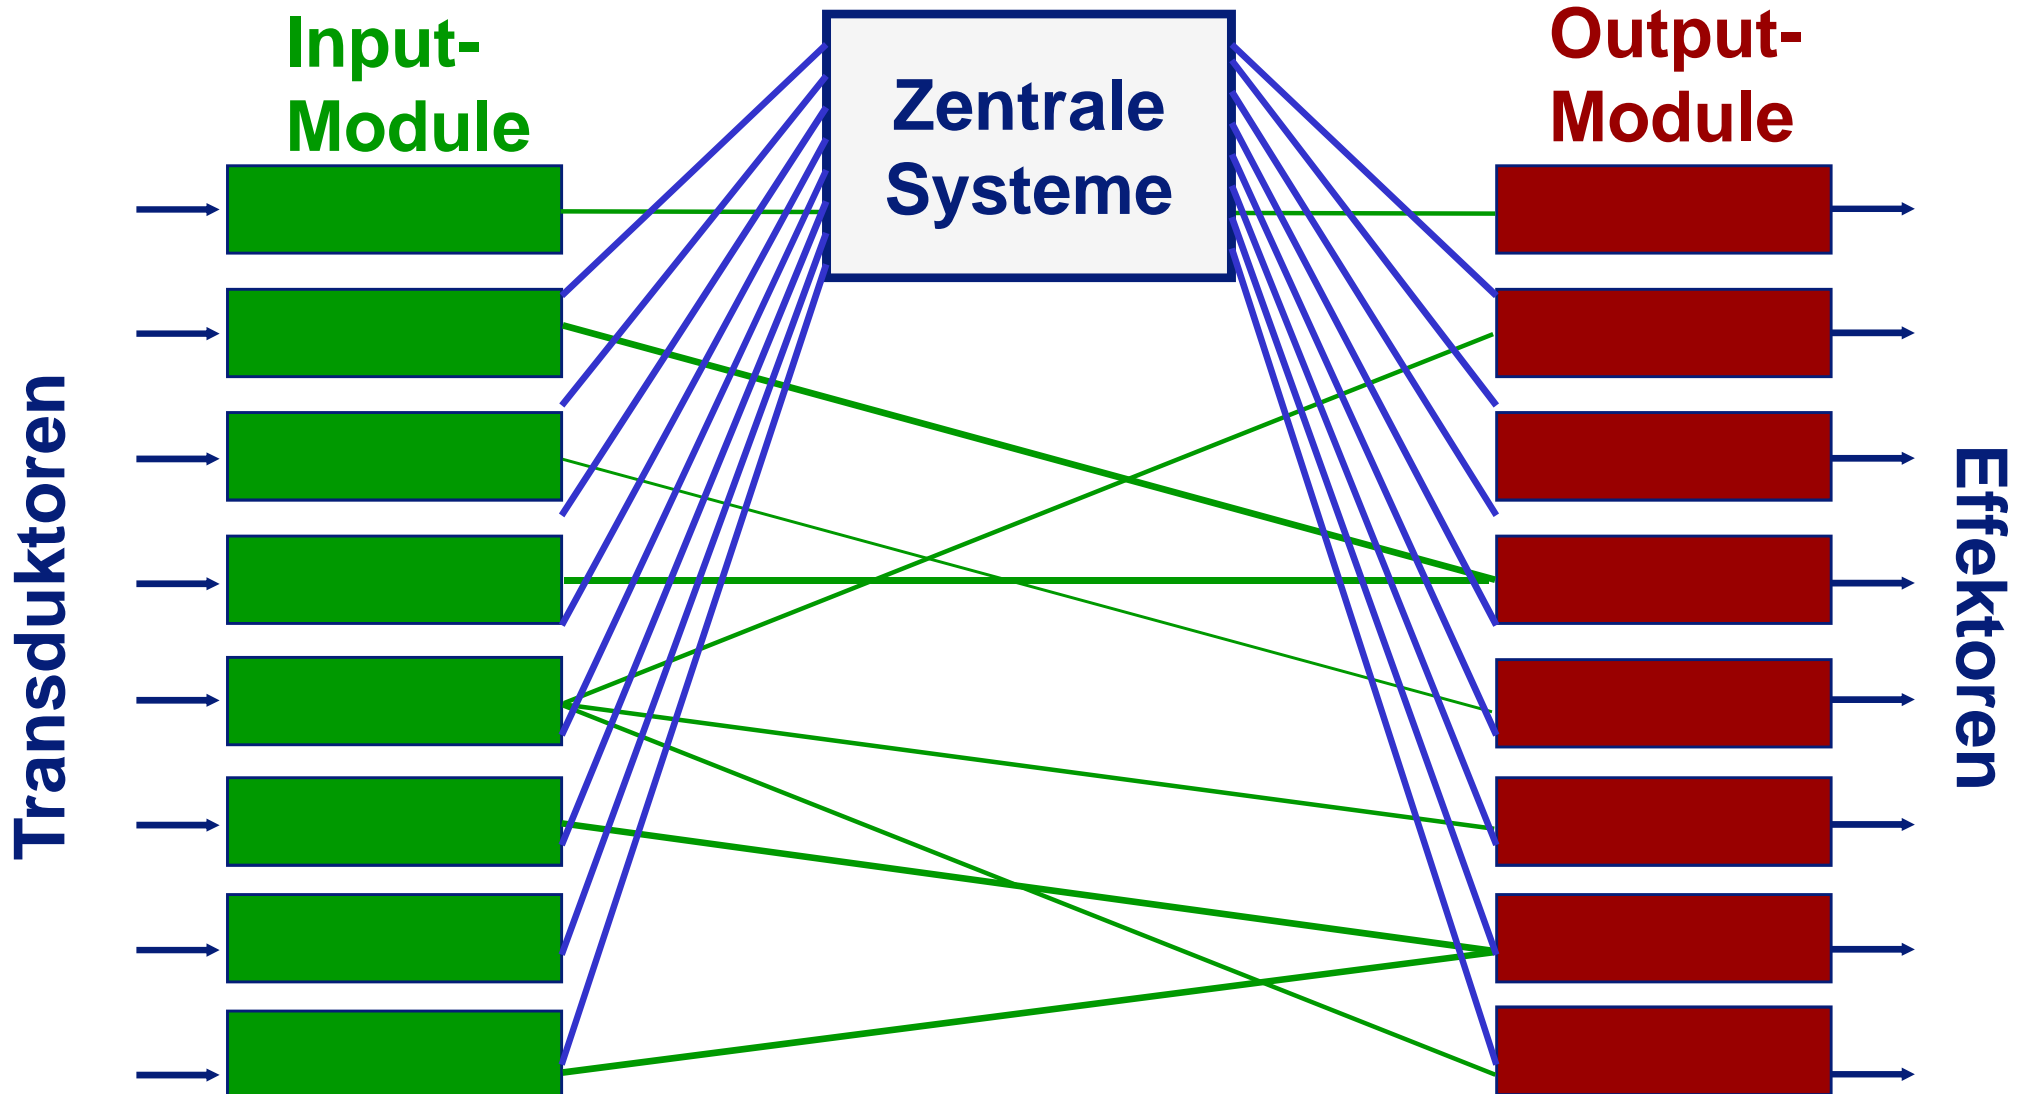 Input-
Module
Zentrale
Systeme
Output-
Module
Transduktoren
Effektoren